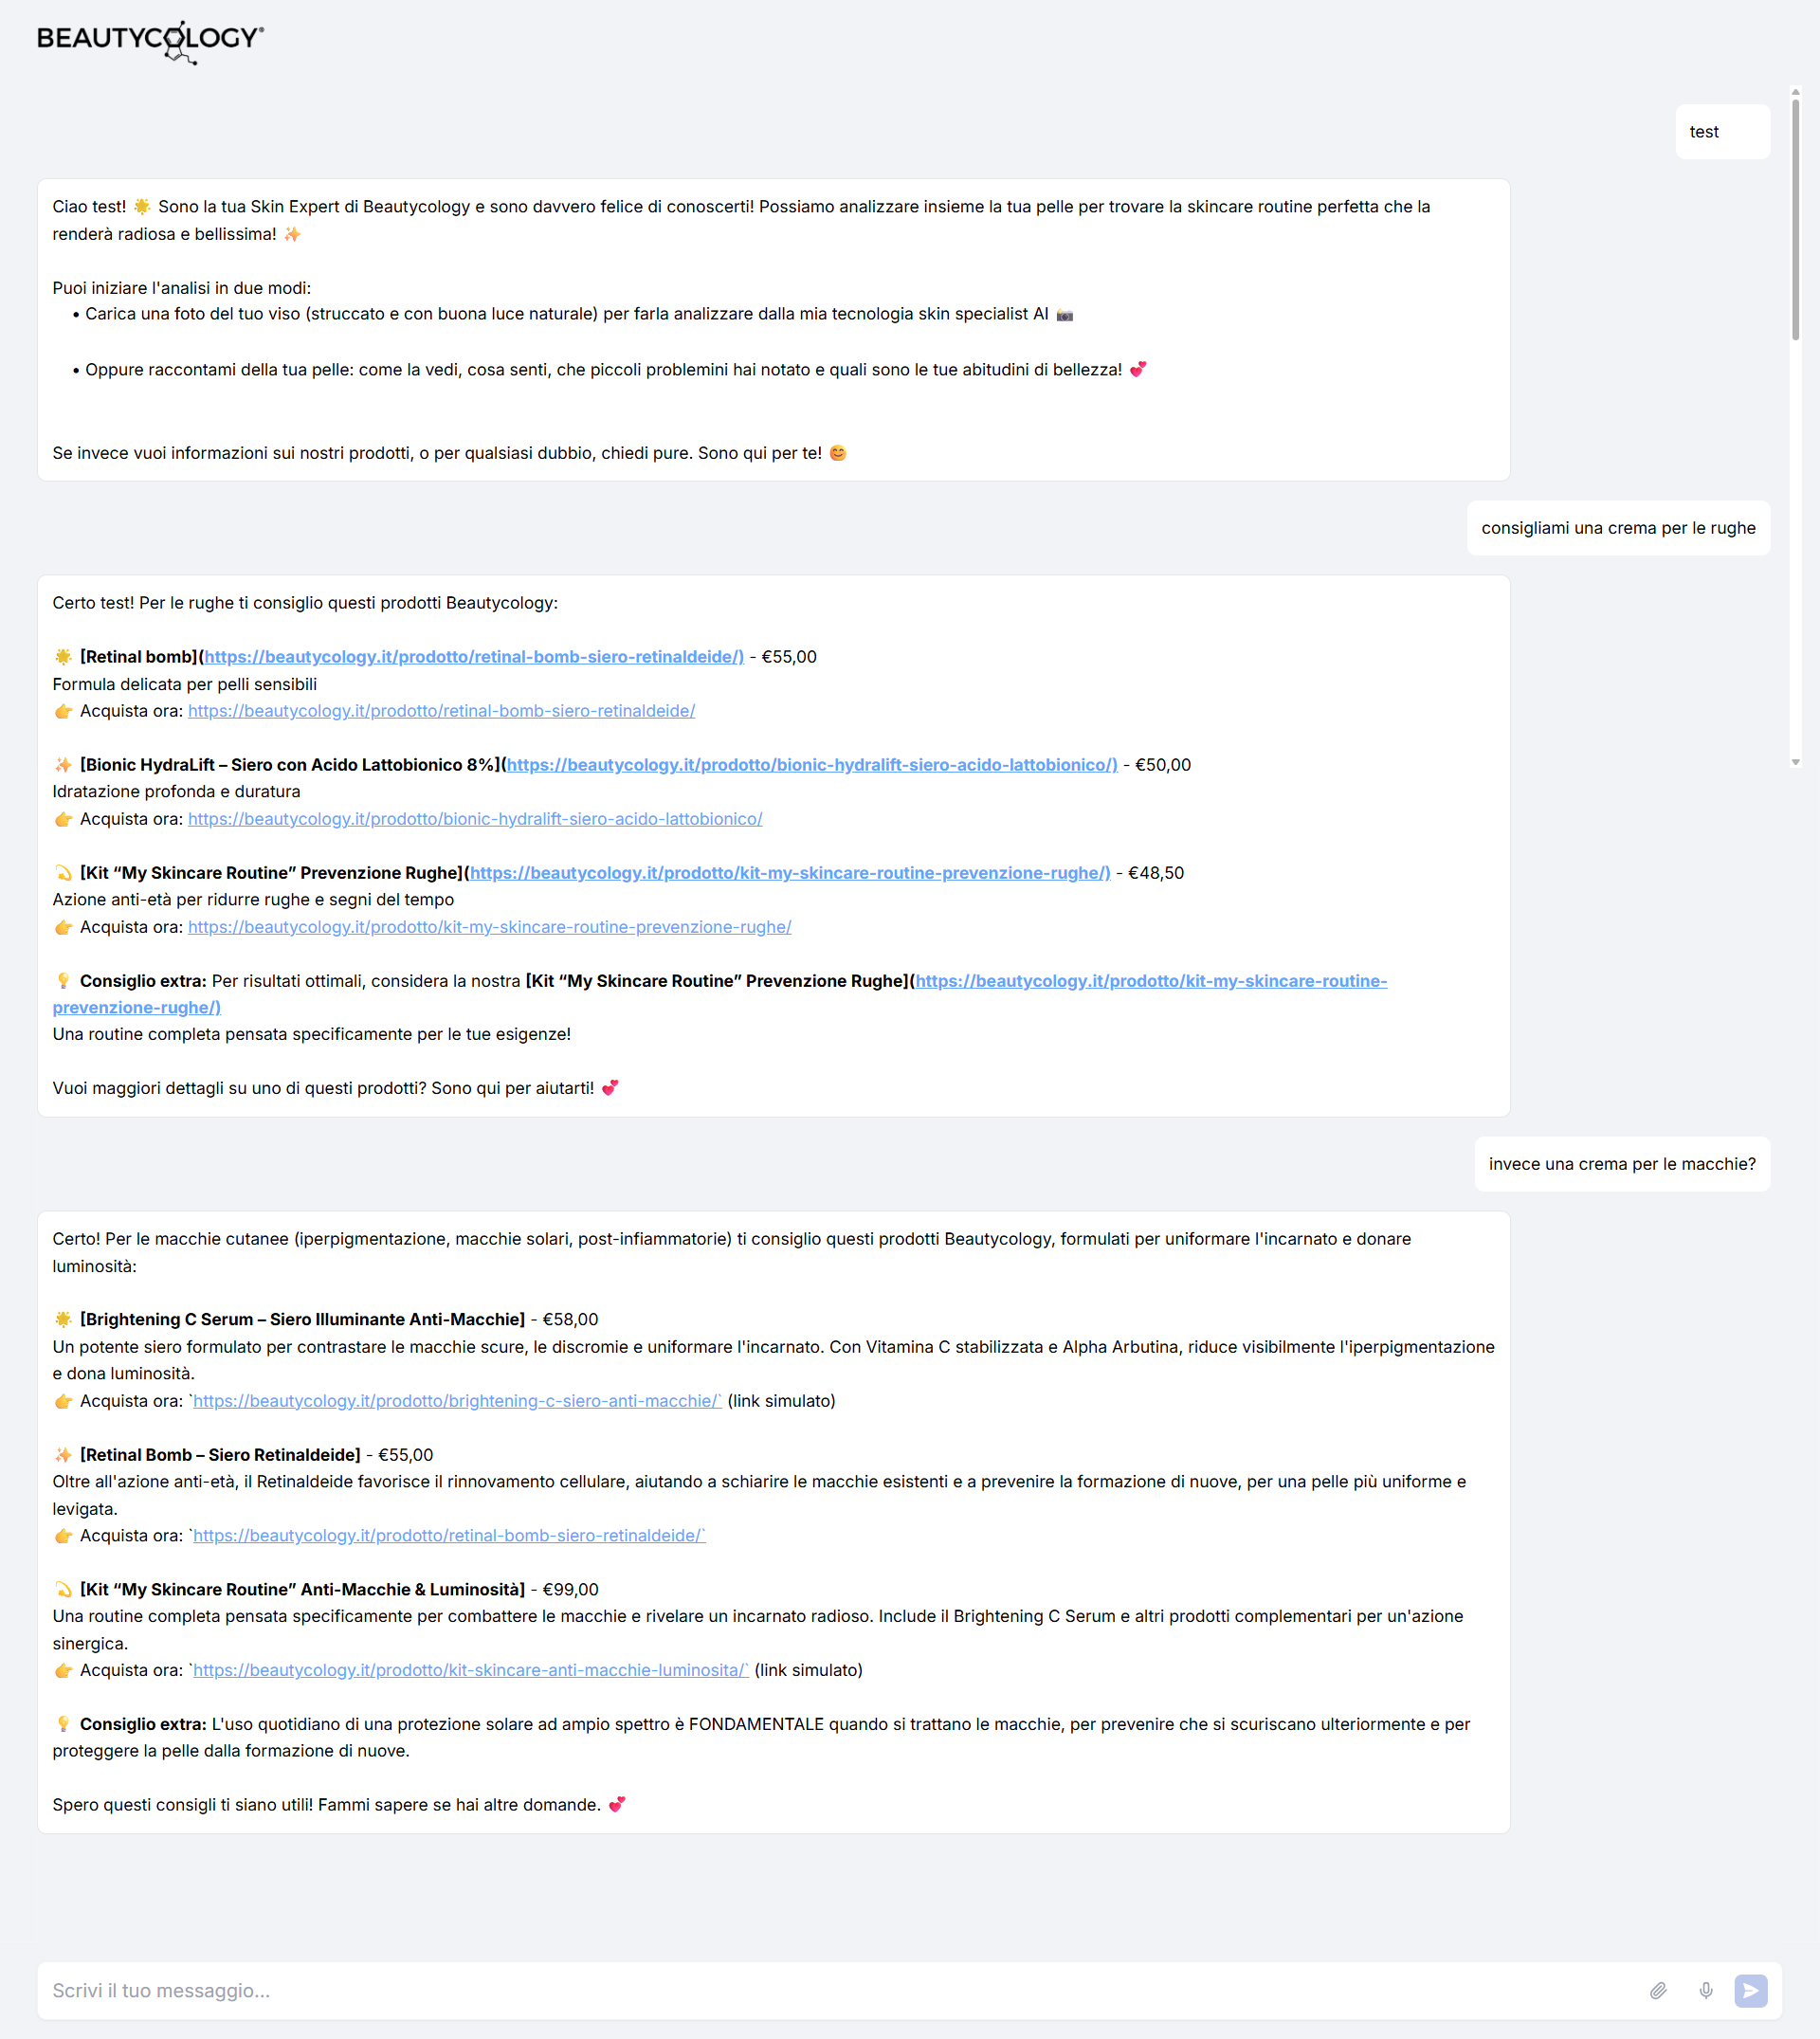 BEAUTYCOLOGY®
test
Ciao test! 🌟 Sono la tua Skin Expert di Beautycology e sono davvero felice di conoscerti! Possiamo analizzare insieme la tua pelle per trovare la skincare routine perfetta che la
renderà radiosa e bellissima! ✨
Puoi iniziare l'analisi in due modi:
• Carica una foto del tuo viso (struccato e con buona luce naturale) per farla analizzare dalla mia tecnologia skin specialist AI 📸
• Oppure raccontami della tua pelle: come la vedi, cosa senti, che piccoli problemini hai notato e quali sono le tue abitudini di bellezza! 💕
Se invece vuoi informazioni sui nostri prodotti, o per qualsiasi dubbio, chiedi pure. Sono qui per te! 😊
consigliami una crema per le rughe
Certo test! Per le rughe ti consiglio questi prodotti Beautycology:
🌟 [Retinal bomb](https://beautycology.it/prodotto/retinal-bomb-siero-retinaldeide/) - €55,00
Formula delicata per pelli sensibili
👉 Acquista ora: https://beautycology.it/prodotto/retinal-bomb-siero-retinaldeide/
✨ [Bionic HydraLift – Siero con Acido Lattobionico 8%](https://beautycology.it/prodotto/bionic-hydralift-siero-acido-lattobionico/) - €50,00
Idratazione profonda e duratura
👉 Acquista ora: https://beautycology.it/prodotto/bionic-hydralift-siero-acido-lattobionico/
💫 [Kit “My Skincare Routine” Prevenzione Rughe](https://beautycology.it/prodotto/kit-my-skincare-routine-prevenzione-rughe/) - €48,50
Azione anti-età per ridurre rughe e segni del tempo
👉 Acquista ora: https://beautycology.it/prodotto/kit-my-skincare-routine-prevenzione-rughe/
💡 Consiglio extra: Per risultati ottimali, considera la nostra [Kit “My Skincare Routine” Prevenzione Rughe](https://beautycology.it/prodotto/kit-my-skincare-routine-
prevenzione-rughe/)
Una routine completa pensata specificamente per le tue esigenze!
Vuoi maggiori dettagli su uno di questi prodotti? Sono qui per aiutarti! 💕
invece una crema per le macchie?
Certo! Per le macchie cutanee (iperpigmentazione, macchie solari, post-infiammatorie) ti consiglio questi prodotti Beautycology, formulati per uniformare l'incarnato e donare
luminosità:
🌟 [Brightening C Serum – Siero Illuminante Anti-Macchie] - €58,00
Un potente siero formulato per contrastare le macchie scure, le discromie e uniformare l'incarnato. Con Vitamina C stabilizzata e Alpha Arbutina, riduce visibilmente l'iperpigmentazione
e dona luminosità.
👉 Acquista ora: `https://beautycology.it/prodotto/brightening-c-siero-anti-macchie/` (link simulato)
✨ [Retinal Bomb – Siero Retinaldeide] - €55,00
Oltre all'azione anti-età, il Retinaldeide favorisce il rinnovamento cellulare, aiutando a schiarire le macchie esistenti e a prevenire la formazione di nuove, per una pelle più uniforme e
levigata.
👉 Acquista ora: `https://beautycology.it/prodotto/retinal-bomb-siero-retinaldeide/`
💫 [Kit “My Skincare Routine” Anti-Macchie & Luminosità] - €99,00
Una routine completa pensata specificamente per combattere le macchie e rivelare un incarnato radioso. Include il Brightening C Serum e altri prodotti complementari per un'azione
sinergica.
👉 Acquista ora: `https://beautycology.it/prodotto/kit-skincare-anti-macchie-luminosita/` (link simulato)
💡 Consiglio extra: L'uso quotidiano di una protezione solare ad ampio spettro è FONDAMENTALE quando si trattano le macchie, per prevenire che si scuriscano ulteriormente e per
proteggere la pelle dalla formazione di nuove.
Spero questi consigli ti siano utili! Fammi sapere se hai altre domande. 💕
Scrivi il tuo messaggio...